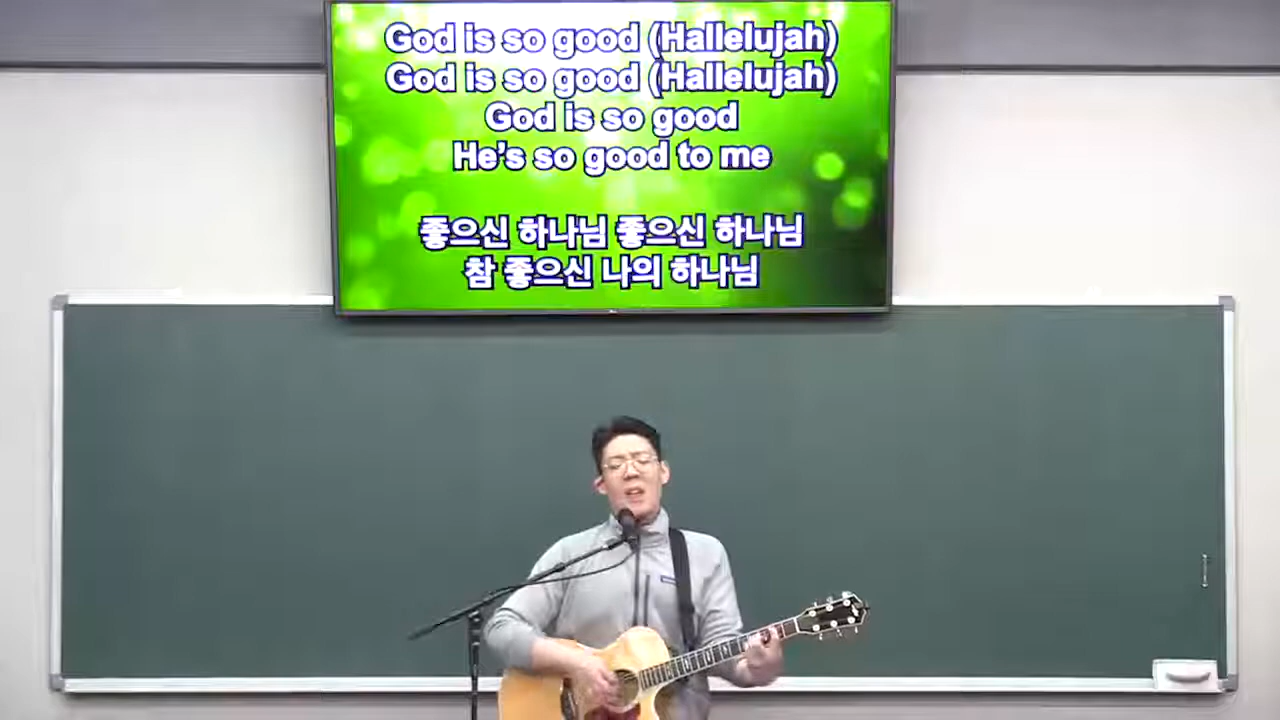 God is so good (Hallelujah)
God is so good (Hallelujah)
God is so good
He's so good to me
좋으신 하나님 좋으신 하나님
참 좋으신 나의 하나님